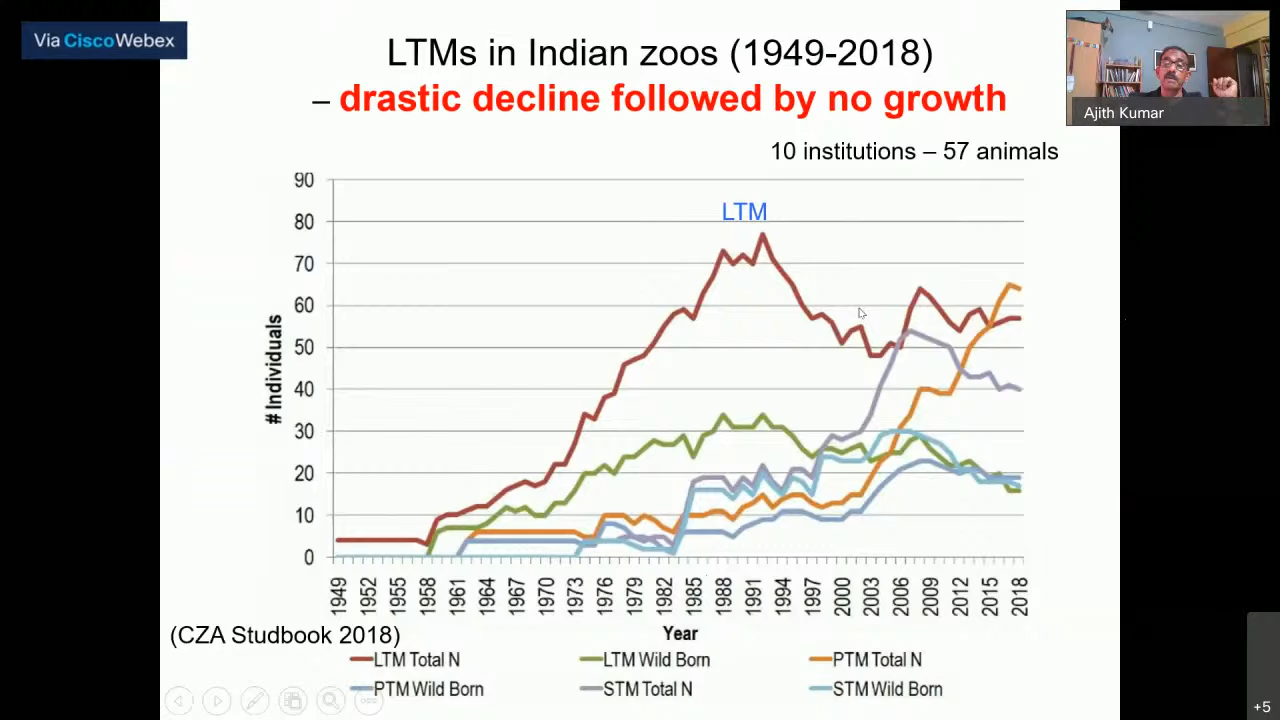 Via CiscoWebex
LTMs in Indian zoos (1949-2018)
– drastic decline followed by no growth
Ajith Kumar
10 institutions – 57 animals
LTM
90
80
70
60
50
40
30
20
10
0
# Individuals
1949
1952
1955
1958
1961
1964
1967
1970
1973
1976
1979
1982
1985
1988
1991
1994
1997
2000
2003
2006
2009
2012
2015
2018
Year
(CZA Studbook 2018)
LTM Total N
LTM Wild Born
PTM Total N
PTM Wild Born
STM Total N
STM Wild Born
+5